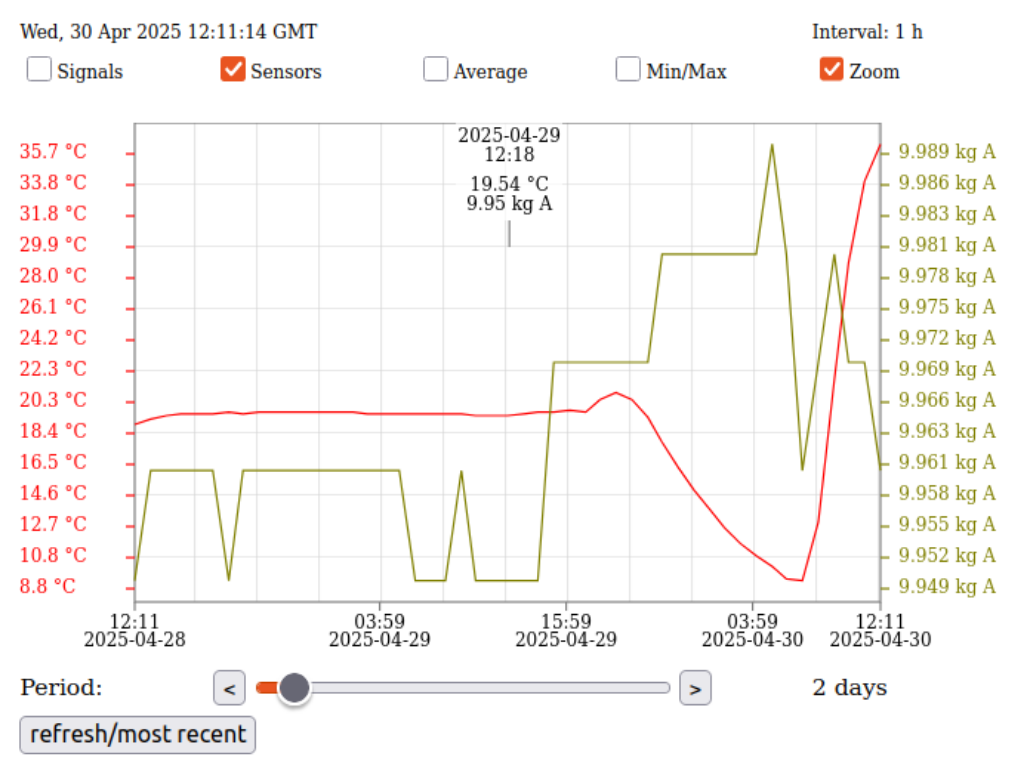 Wed, 30 Apr 2025 12:11:14 GMT Interval: 1 h
Signals Sensors Average Min/Max Zoom
2025-04-29
12:18
19.54 °C
9.95 kg A
35.7 °C 9.989 kg A
33.8 °C 9.986 kg A
31.8 °C 9.983 kg A
29.9 °C 9.981 kg A
28.0 °C 9.978 kg A
26.1 °C 9.975 kg A
24.2 °C 9.972 kg A
22.3 °C 9.969 kg A
20.3 °C 9.966 kg A
18.4 °C 9.963 kg A
16.5 °C 9.961 kg A
14.6 °C 9.958 kg A
12.7 °C 9.955 kg A
10.8 °C 9.952 kg A
8.8 °C 9.949 kg A
12:11 03:59 15:59 03:59 12:11
2025-04-28 2025-04-29 2025-04-29 2025-04-30 2025-04-30
Period: < > 2 days
refresh/most recent